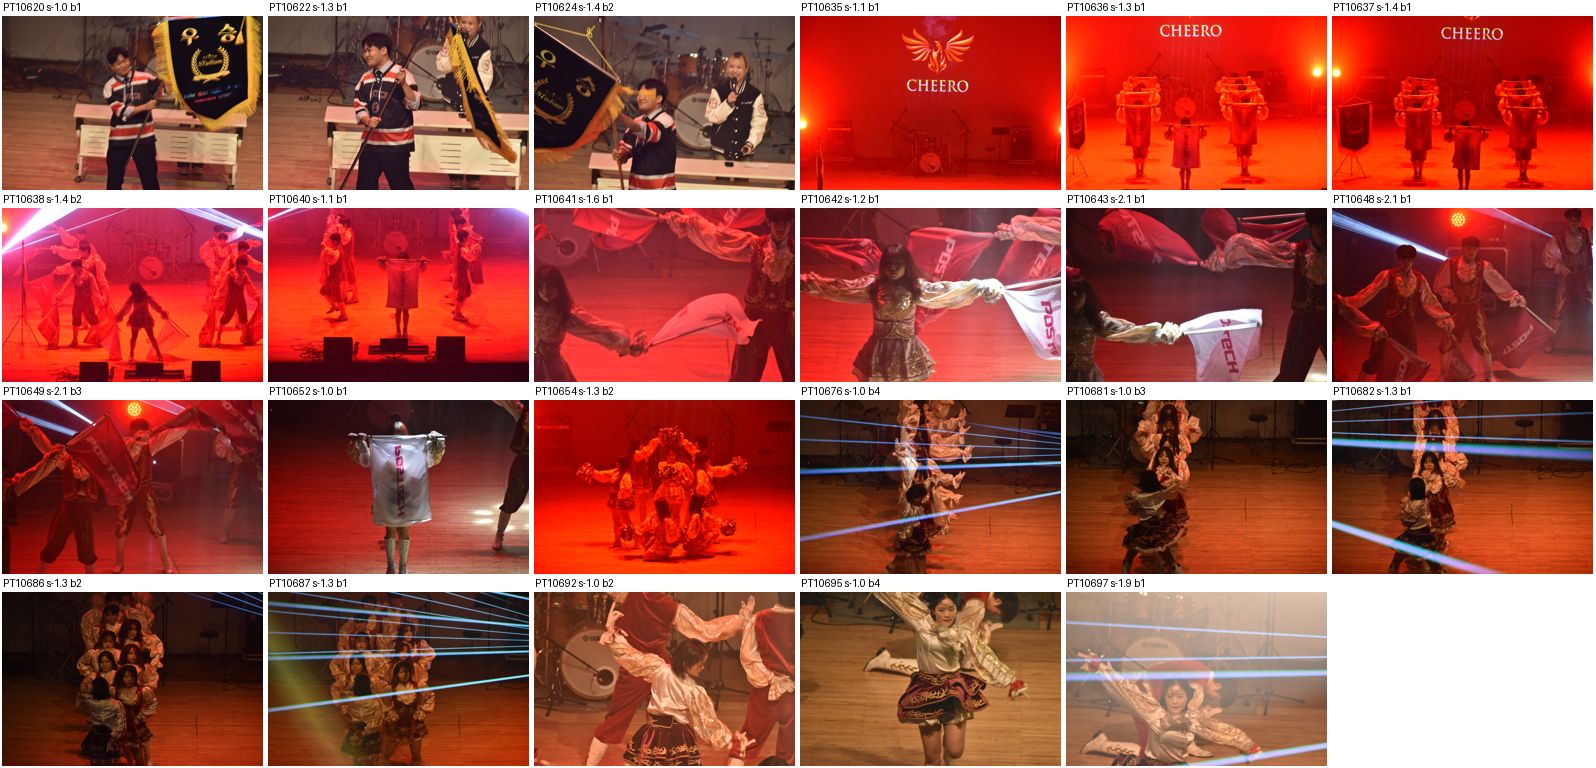 PT10620 s-1.0 b1
PT10622 s-1.3 b1
PT10624 s-1.4 b2
PT10635 s-1.1 b1
PT10636 s-1.3 b1
PT10637 s-1.4 b1
우승
STadium
CHEERO
CHEERO
CHEERO
PT10638 s-1.4 b2
PT10640 s-1.1 b1
PT10641 s-1.6 b1
PT10642 s-1.2 b1
PT10643 s-2.1 b1
PT10648 s-2.1 b1
POST
POST
TECH
POST
PT10649 s-2.1 b3
PT10652 s-1.0 b1
PT10654 s-1.3 b2
PT10676 s-1.0 b4
PT10681 s-1.0 b3
PT10682 s-1.3 b1
POSTECH
PT10686 s-1.3 b2
PT10687 s-1.3 b1
PT10692 s-1.0 b2
PT10695 s-1.0 b4
PT10697 s-1.9 b1